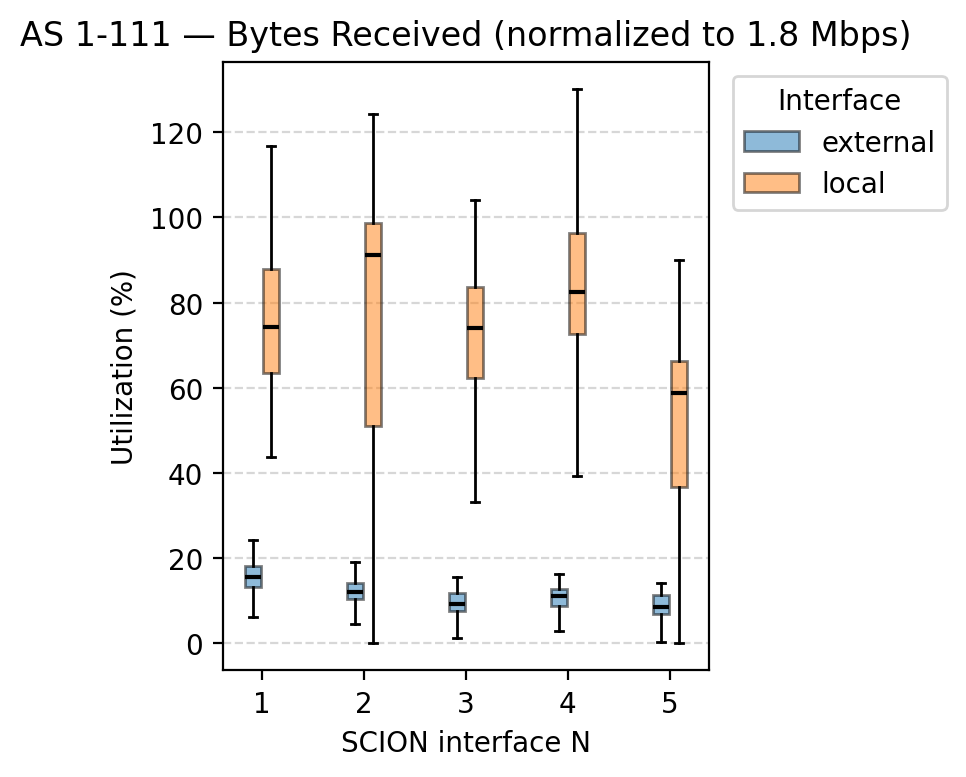 AS 1-111 — Bytes Received (normalized to 1.8 Mbps)
Interface
external
local
Utilization (%)
120
100
80
60
40
20
0
1 2 3 4 5
SCION interface N